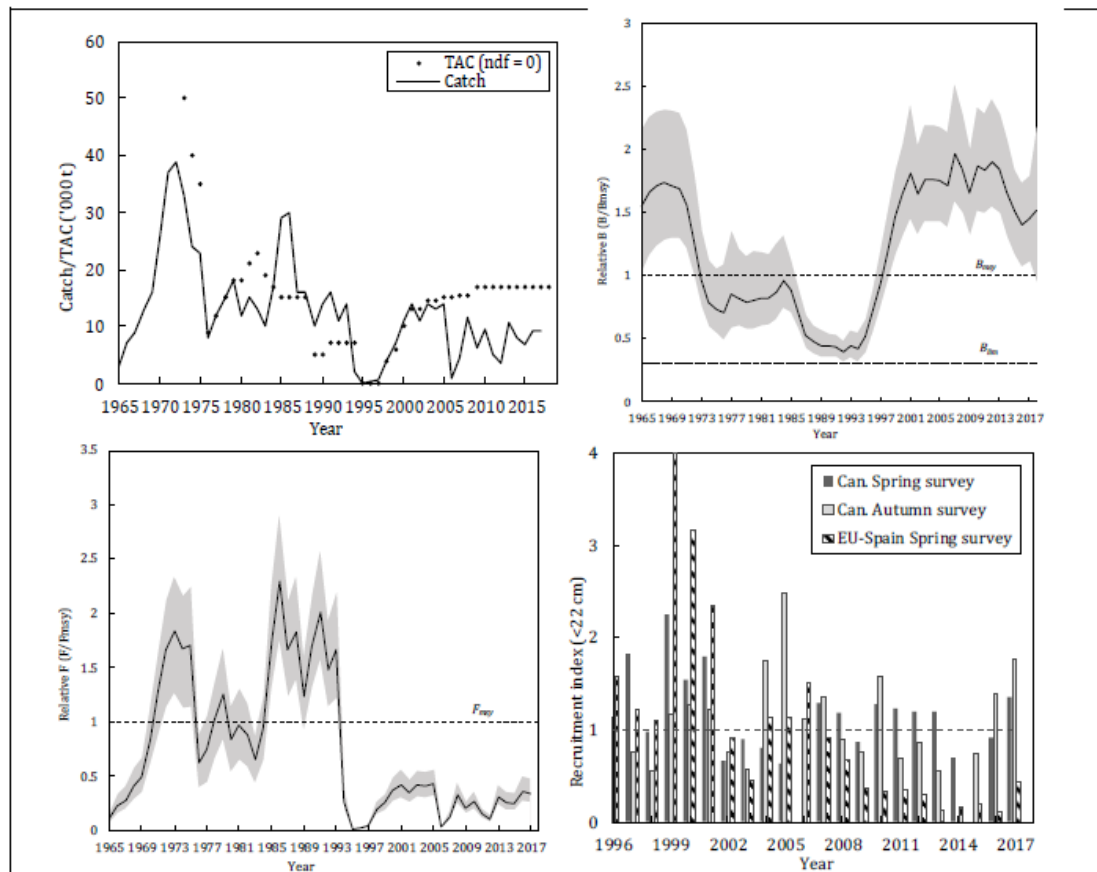 60
50
40
30
20
10
0
Catch/TAC ('000 t)
TAC (ndf = 0)
Catch
1965 1970 1975 1980 1985 1990 1995 2000 2005 2010 2015
Year
3
2.5
2
1.5
1
0.5
0
Relative B (B/Bmsy)
Bmsy
Blim
1965 1969 1973 1977 1981 1985 1989 1993 1997 2001 2005 2009 2013 2017
Year
3.5
3
2.5
2
1.5
1
0.5
0
Relative F (F/Fmsy)
Fmsy
1965 1969 1973 1977 1981 1985 1989 1993 1997 2001 2005 2009 2013 2017
Year
4
3
2
1
0
Recruitment index (<22 cm)
Can. Spring survey
Can. Autumn survey
EU-Spain Spring survey
1996 1999 2002 2005 2008 2011 2014 2017
Year